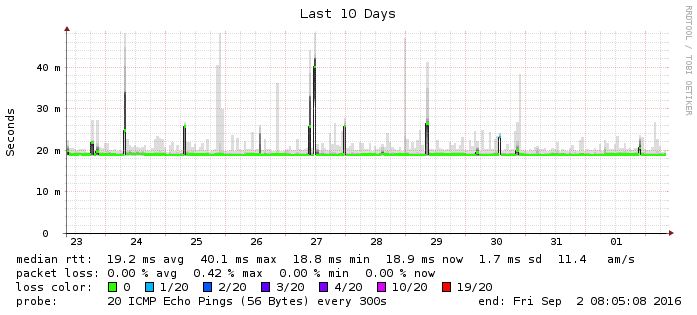 Last 10 Days
RRDTOOL / TOBI OETIKER
Seconds
40 m
30 m
20 m
10 m
0
23 24 25 26 27 28 29 30 31 01
median rtt: 19.2 ms avg 40.1 ms max 18.8 ms min 18.9 ms now 1.7 ms sd 11.4 am/s
packet loss: 0.00 % avg 0.42 % max 0.00 % min 0.00 % now
loss color: 0 1/20 2/20 3/20 4/20 10/20 19/20
probe: 20 ICMP Echo Pings (56 Bytes) every 300s end: Fri Sep 2 08:05:08 2016